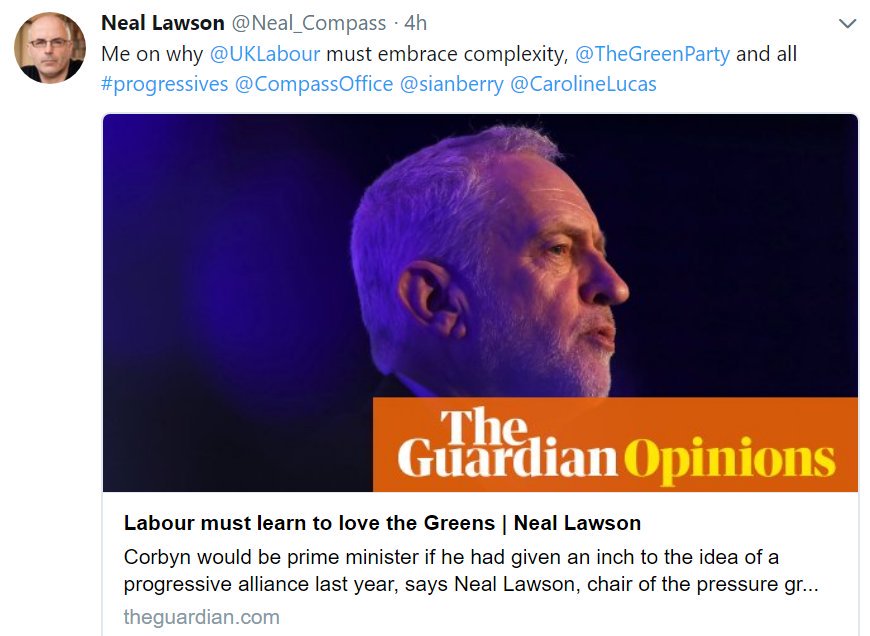 Neal Lawson @Neal_Compass · 4h
Me on why @UKLabour must embrace complexity, @TheGreenParty and all
#progressives @CompassOffice @sianberry @CarolineLucas
The
Guardian Opinions
Labour must learn to love the Greens | Neal Lawson
Corbyn would be prime minister if he had given an inch to the idea of a
progressive alliance last year, says Neal Lawson, chair of the pressure gr...
theguardian.com